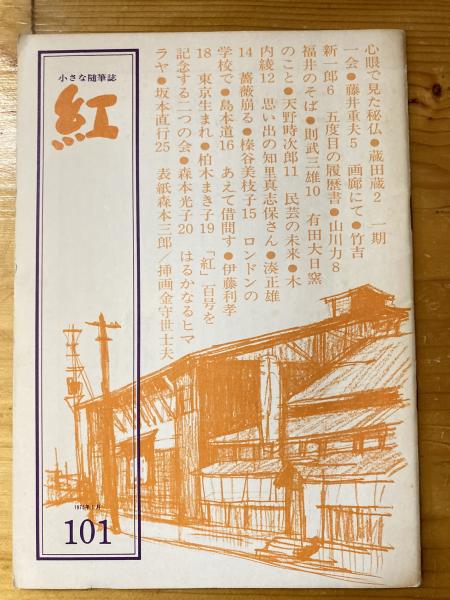 小さな随筆誌
紅
心眼で見た秘仏●蔵田蔵2 一期
一会●藤井重夫5 画廊にて●竹吉
新一郎6 五度目の履歴書●山川力8
福井のそば●則武三雄10 有田大日窯
のこと●天野時次郎11 民芸の未来●木
内綾12 思い出の知里真志保さん●湊正雄
14 薔薇崩る●榛谷美枝子15 ロンドンの
学校で●島本道16 あえて借問す●伊藤利孝
18 東京生まれ●柏木まき子19 「紅」百号を
記念する二つの会●森本光子20 はるかなるヒマ
ラヤ●坂本直行25 表紙森本三郎/挿画金守世士夫
101